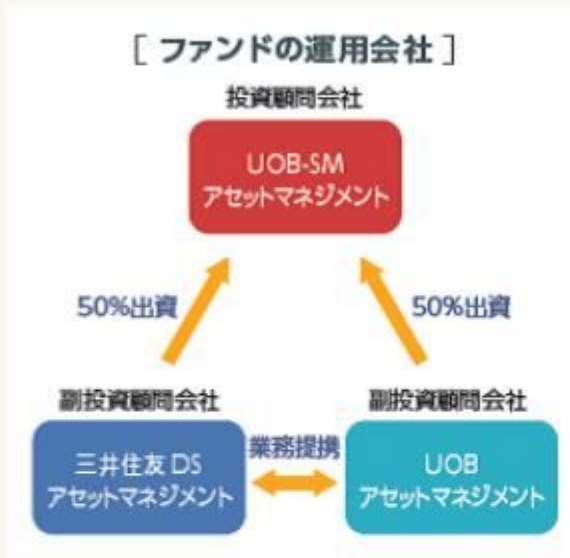 [ ファンドの運用会社 ]
投資顧問会社
UOB-SM
アセットマネジメント
50%出資
50%出資
副投資顧問会社
副投資顧問会社
三井住友 DS
アセットマネジメント
業務提携
UOB
アセットマネジメント